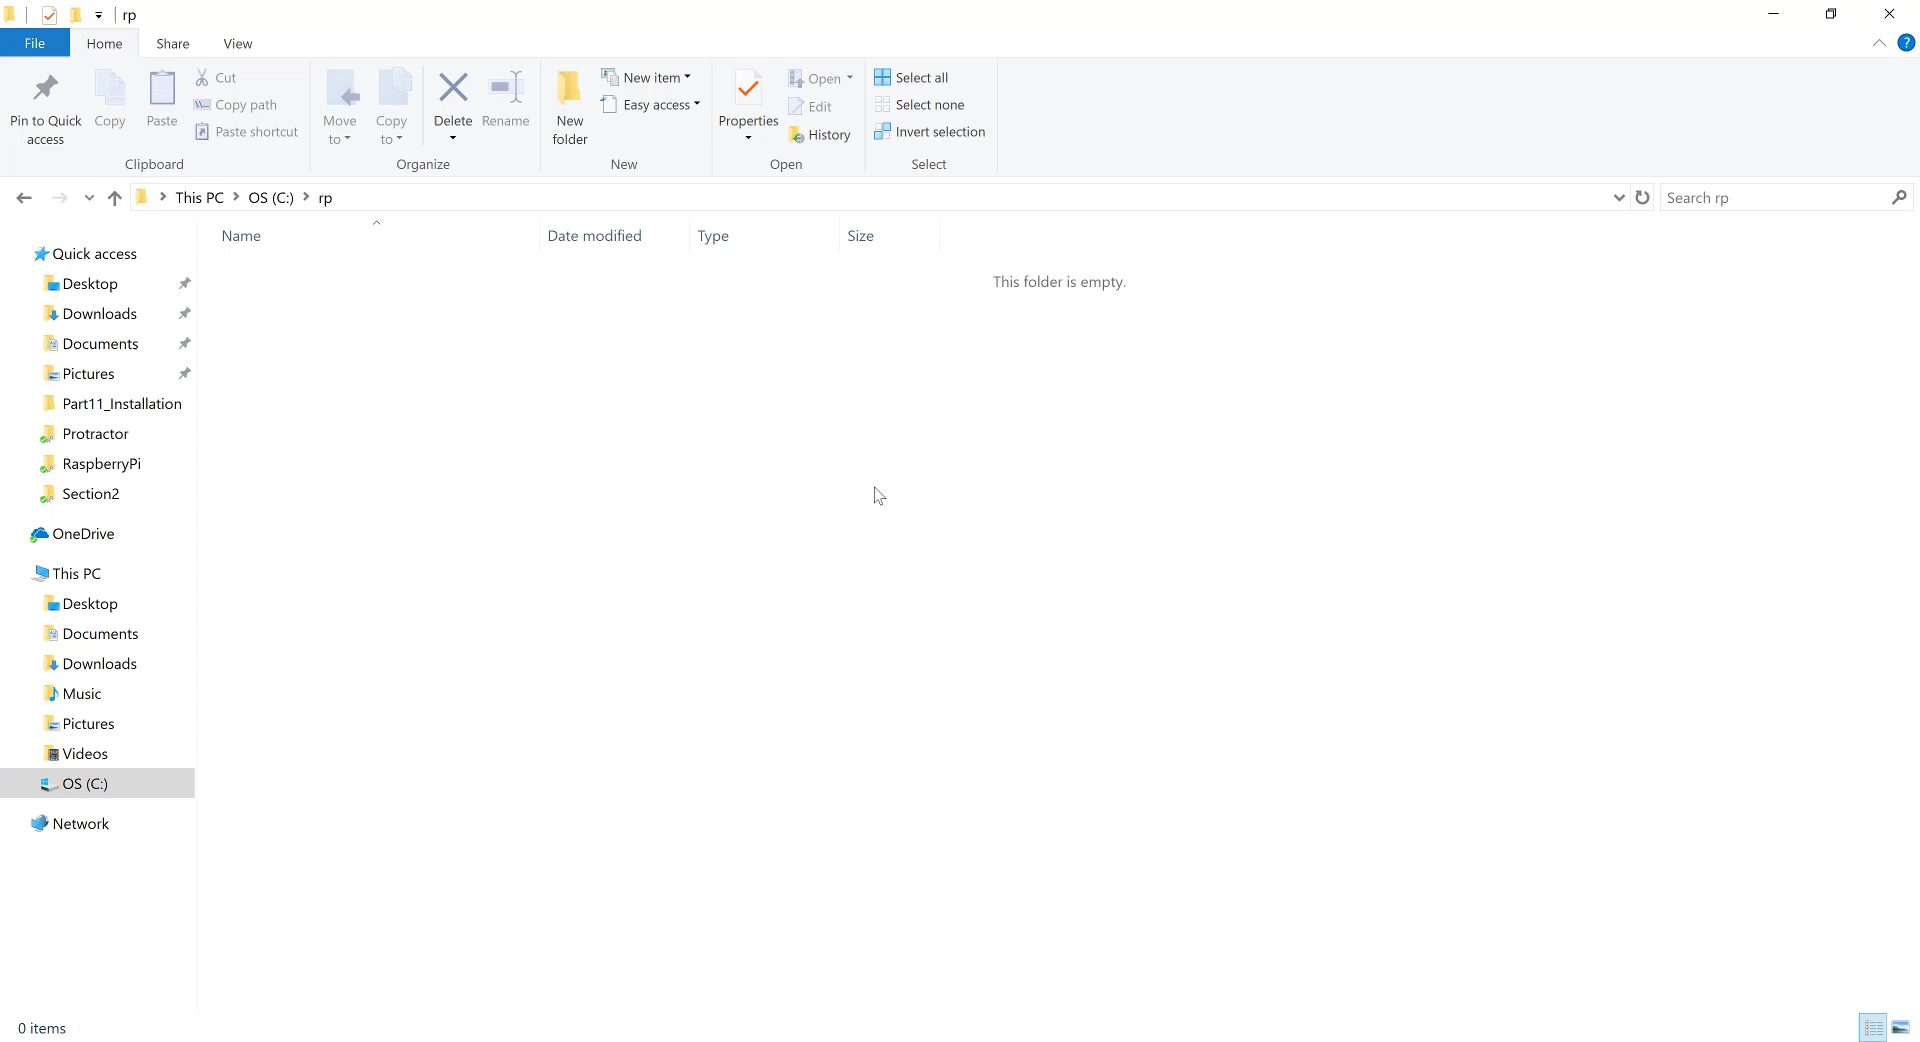 rp
File Home Share View
Pin to Quick access
Copy
Paste
Cut
Copy path
Paste shortcut
Clipboard
Move to
Copy to
Delete
Rename
Organize
New folder
New item
Easy access
New
Properties
Open
Edit
History
Open
Select all
Select none
Invert selection
Select
This PC > OS (C:) > rp
Search rp
Name Date modified Type Size
This folder is empty.
Quick access
Desktop
Downloads
Documents
Pictures
Part11_Installation
Protractor
RaspberryPi
Section2
OneDrive
This PC
Desktop
Documents
Downloads
Music
Pictures
Videos
OS (C:)
Network
0 items